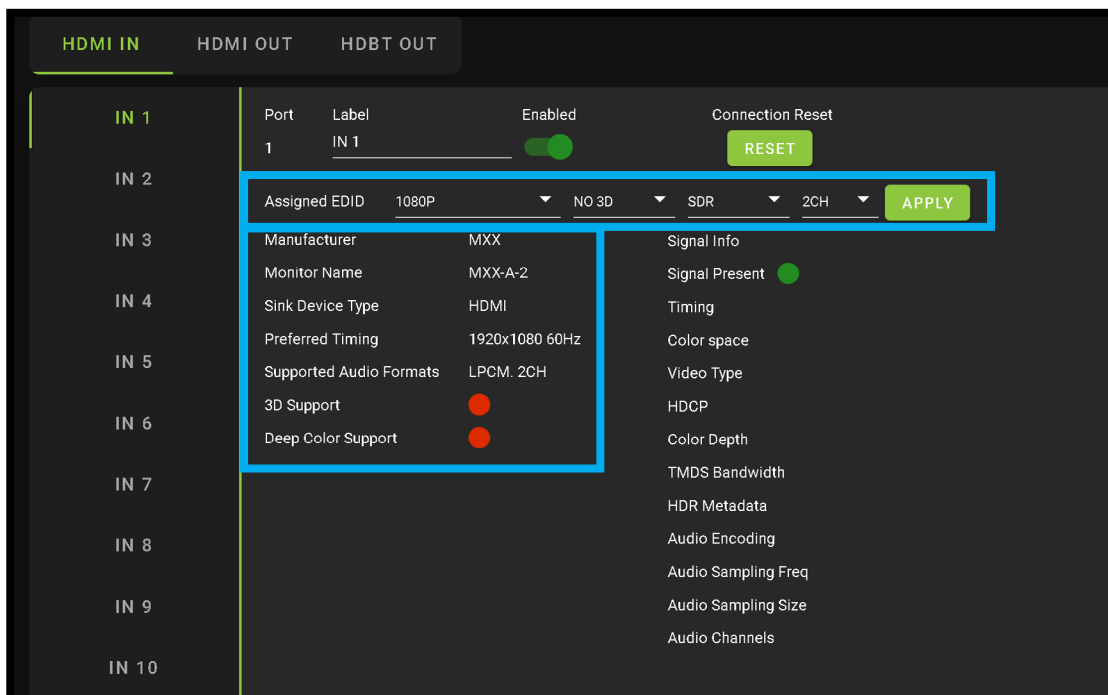 HDMI IN HDMI OUT HDBT OUT
IN 1
IN 2
IN 3
IN 4
IN 5
IN 6
IN 7
IN 8
IN 9
IN 10
Port Label Enabled Connection Reset
1 IN 1 RESET
Assigned EDID 1080P NO 3D SDR 2CH APPLY
Manufacturer MXX
Monitor Name MXX-A-2
Sink Device Type HDMI
Preferred Timing 1920x1080 60Hz
Supported Audio Formats LPCM. 2CH
3D Support
Deep Color Support
Signal Info
Signal Present
Timing
Color space
Video Type
HDCP
Color Depth
TMDS Bandwidth
HDR Metadata
Audio Encoding
Audio Sampling Freq
Audio Sampling Size
Audio Channels